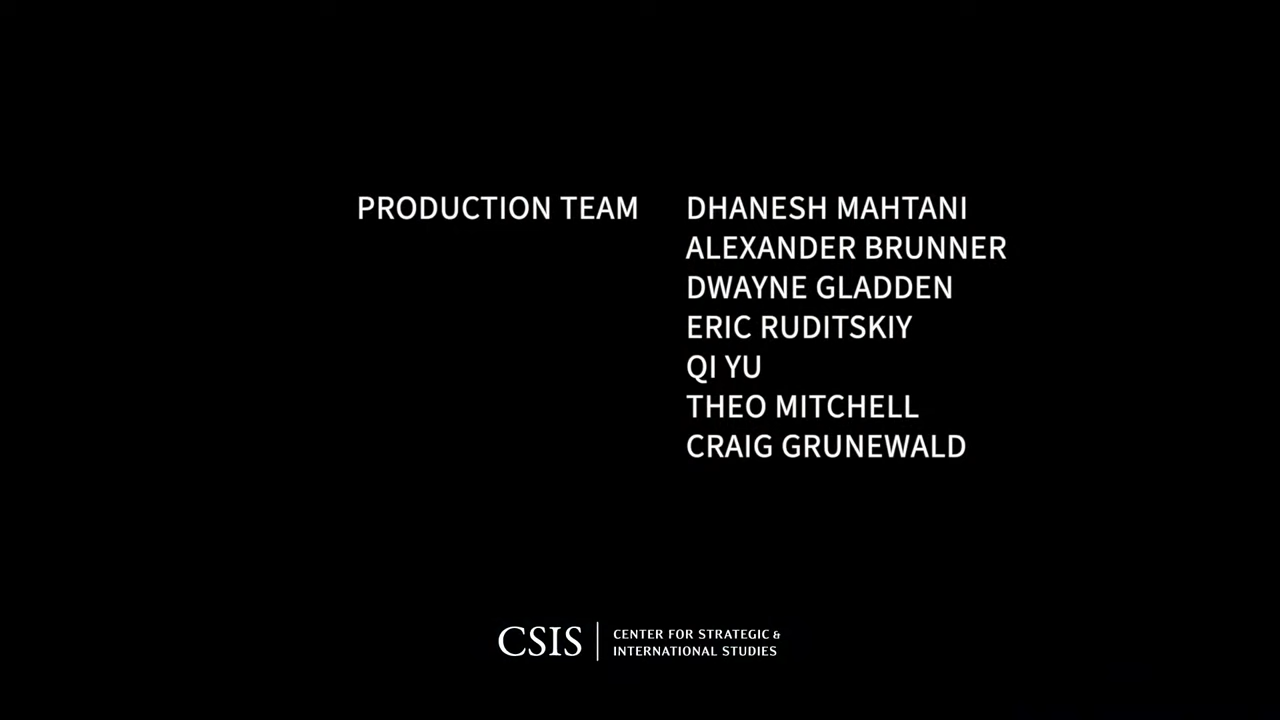 PRODUCTION TEAM DHANESH MAHTANI
ALEXANDER BRUNNER
DWAYNE GLADDEN
ERIC RUDITSKIY
QI YU
THEO MITCHELL
CRAIG GRUNEWALD
CSIS CENTER FOR STRATEGIC &
INTERNATIONAL STUDIES